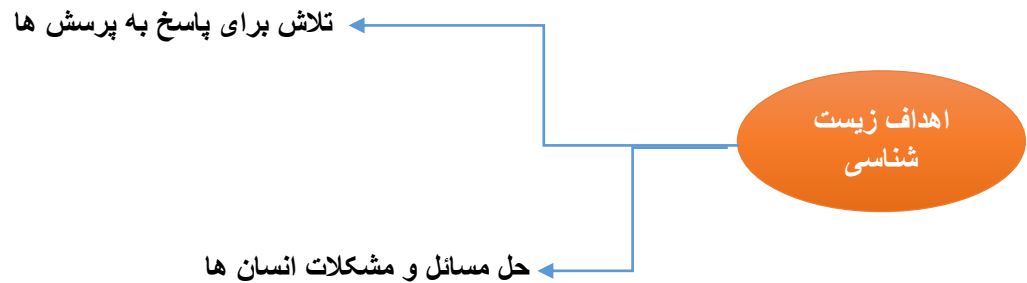 تلاش برای پاسخ به پرسش ها
اهداف زیست
شناسی
حل مسائل و مشکلات انسان ها